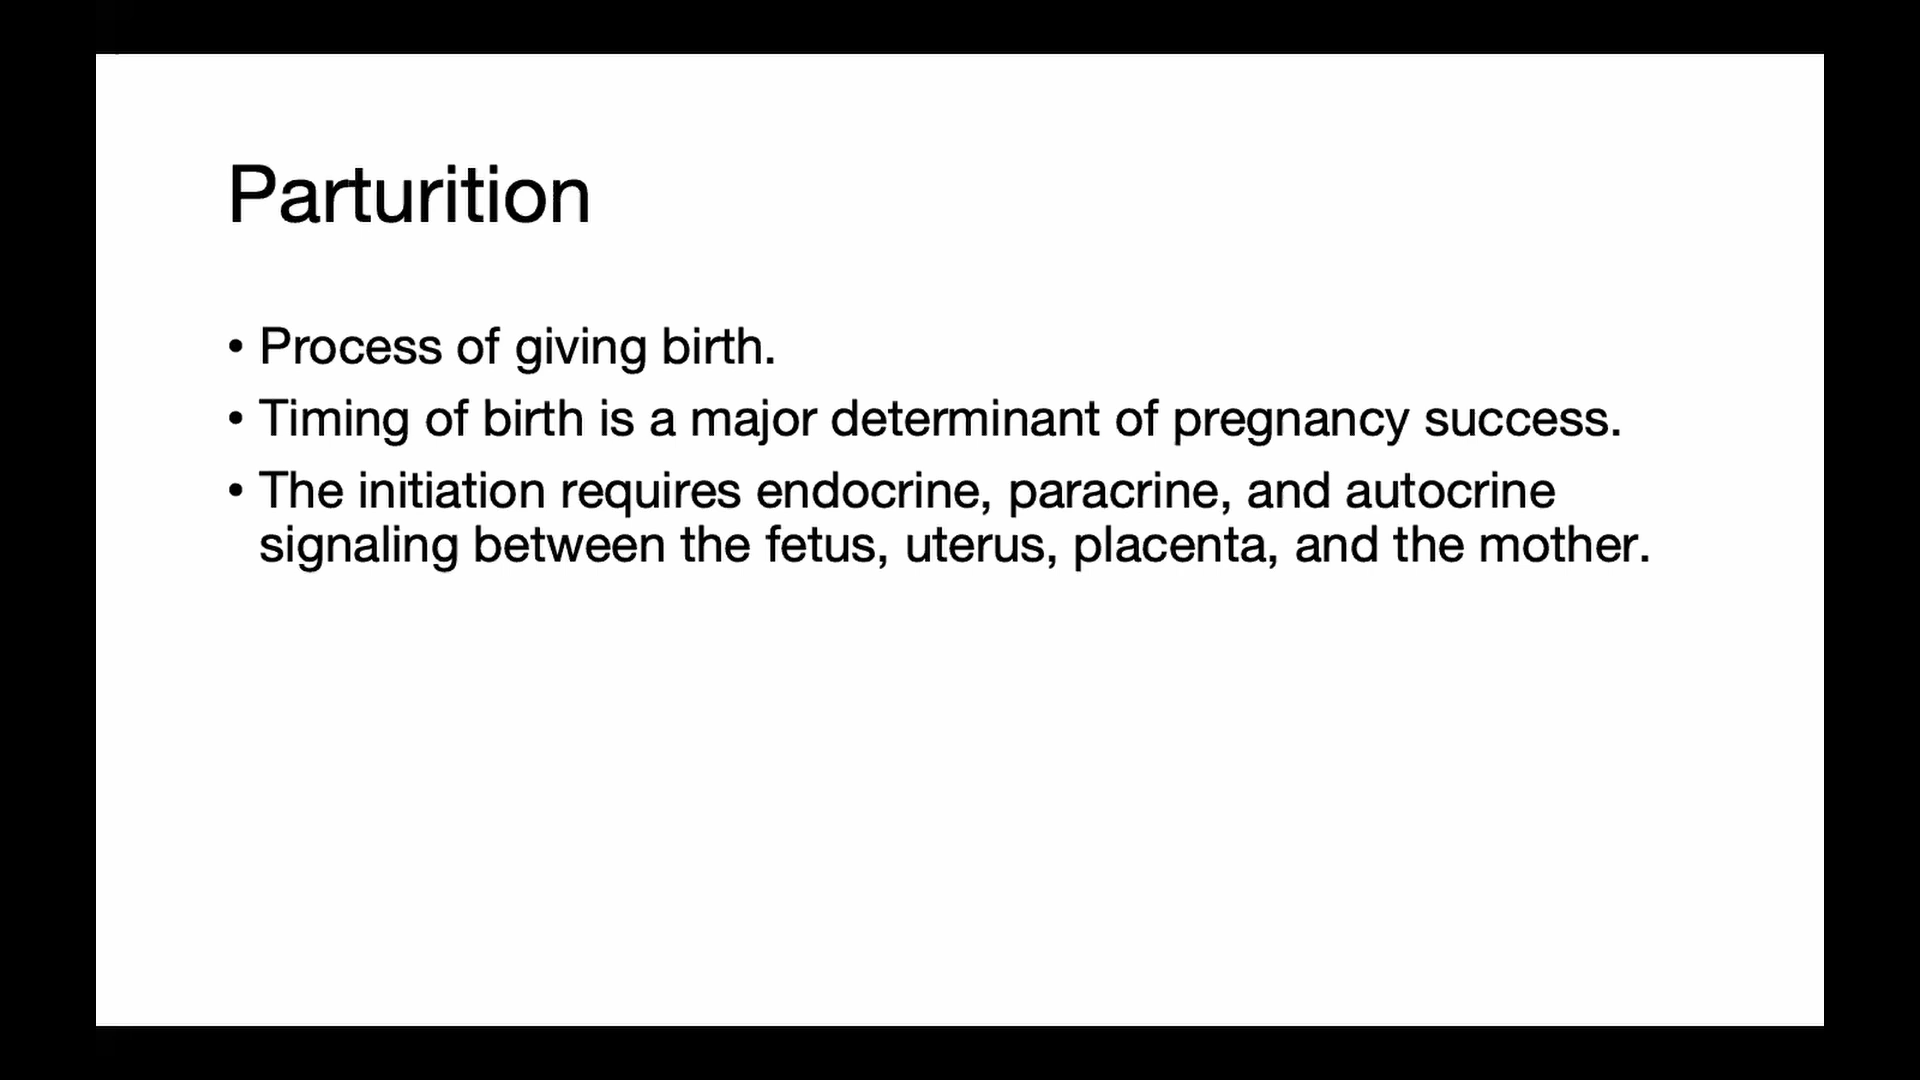 Parturition
• Process of giving birth.
• Timing of birth is a major determinant of pregnancy success.
• The initiation requires endocrine, paracrine, and autocrine
signaling between the fetus, uterus, placenta, and the mother.